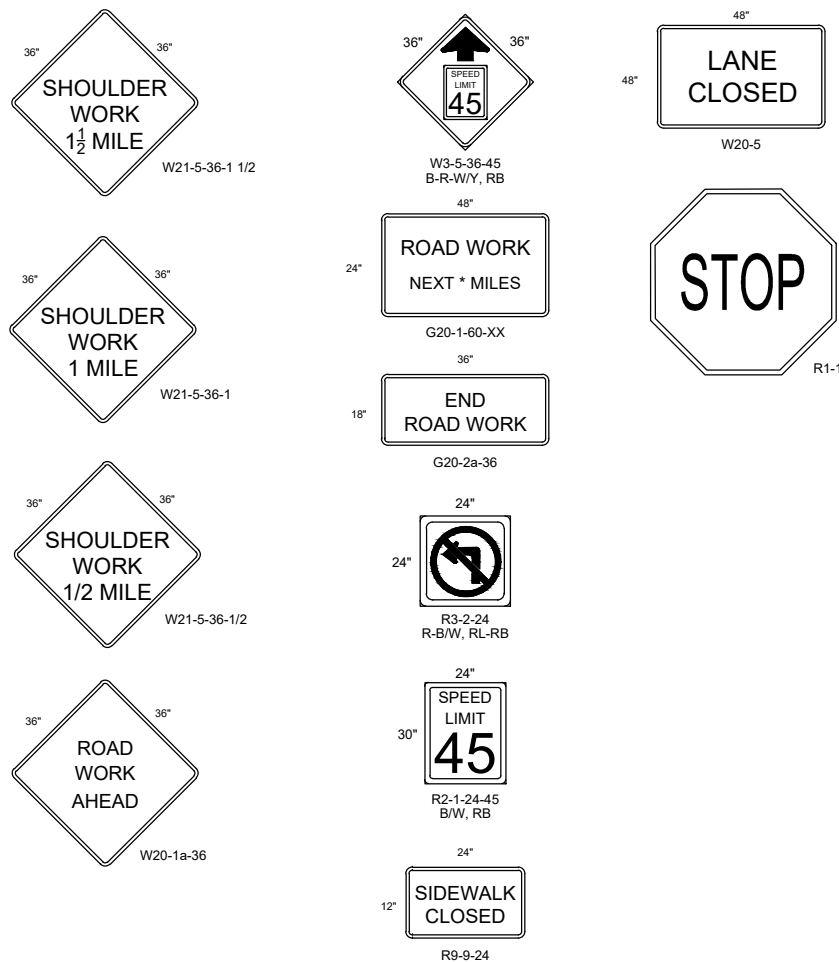 36"
36"
SHOULDER
WORK
1½ MILE
W21-5-36-1 1/2
36"
36"
SHOULDER
WORK
1 MILE
W21-5-36-1
36"
36"
SHOULDER
WORK
1/2 MILE
W21-5-36-1/2
36"
36"
ROAD
WORK
AHEAD
W20-1a-36
36"
36"
SPEED
LIMIT
45
W3-5-36-45
B-R-W/Y, RB
48"
24"
ROAD WORK
NEXT * MILES
G20-1-60-XX
36"
18"
END
ROAD WORK
G20-2a-36
24"
24"
R3-2-24
R-B/W, RL-RB
24"
30"
SPEED
LIMIT
45
R2-1-24-45
B/W, RB
24"
12"
SIDEWALK
CLOSED
R9-9-24
48"
48"
LANE
CLOSED
W20-5
STOP
R1-1